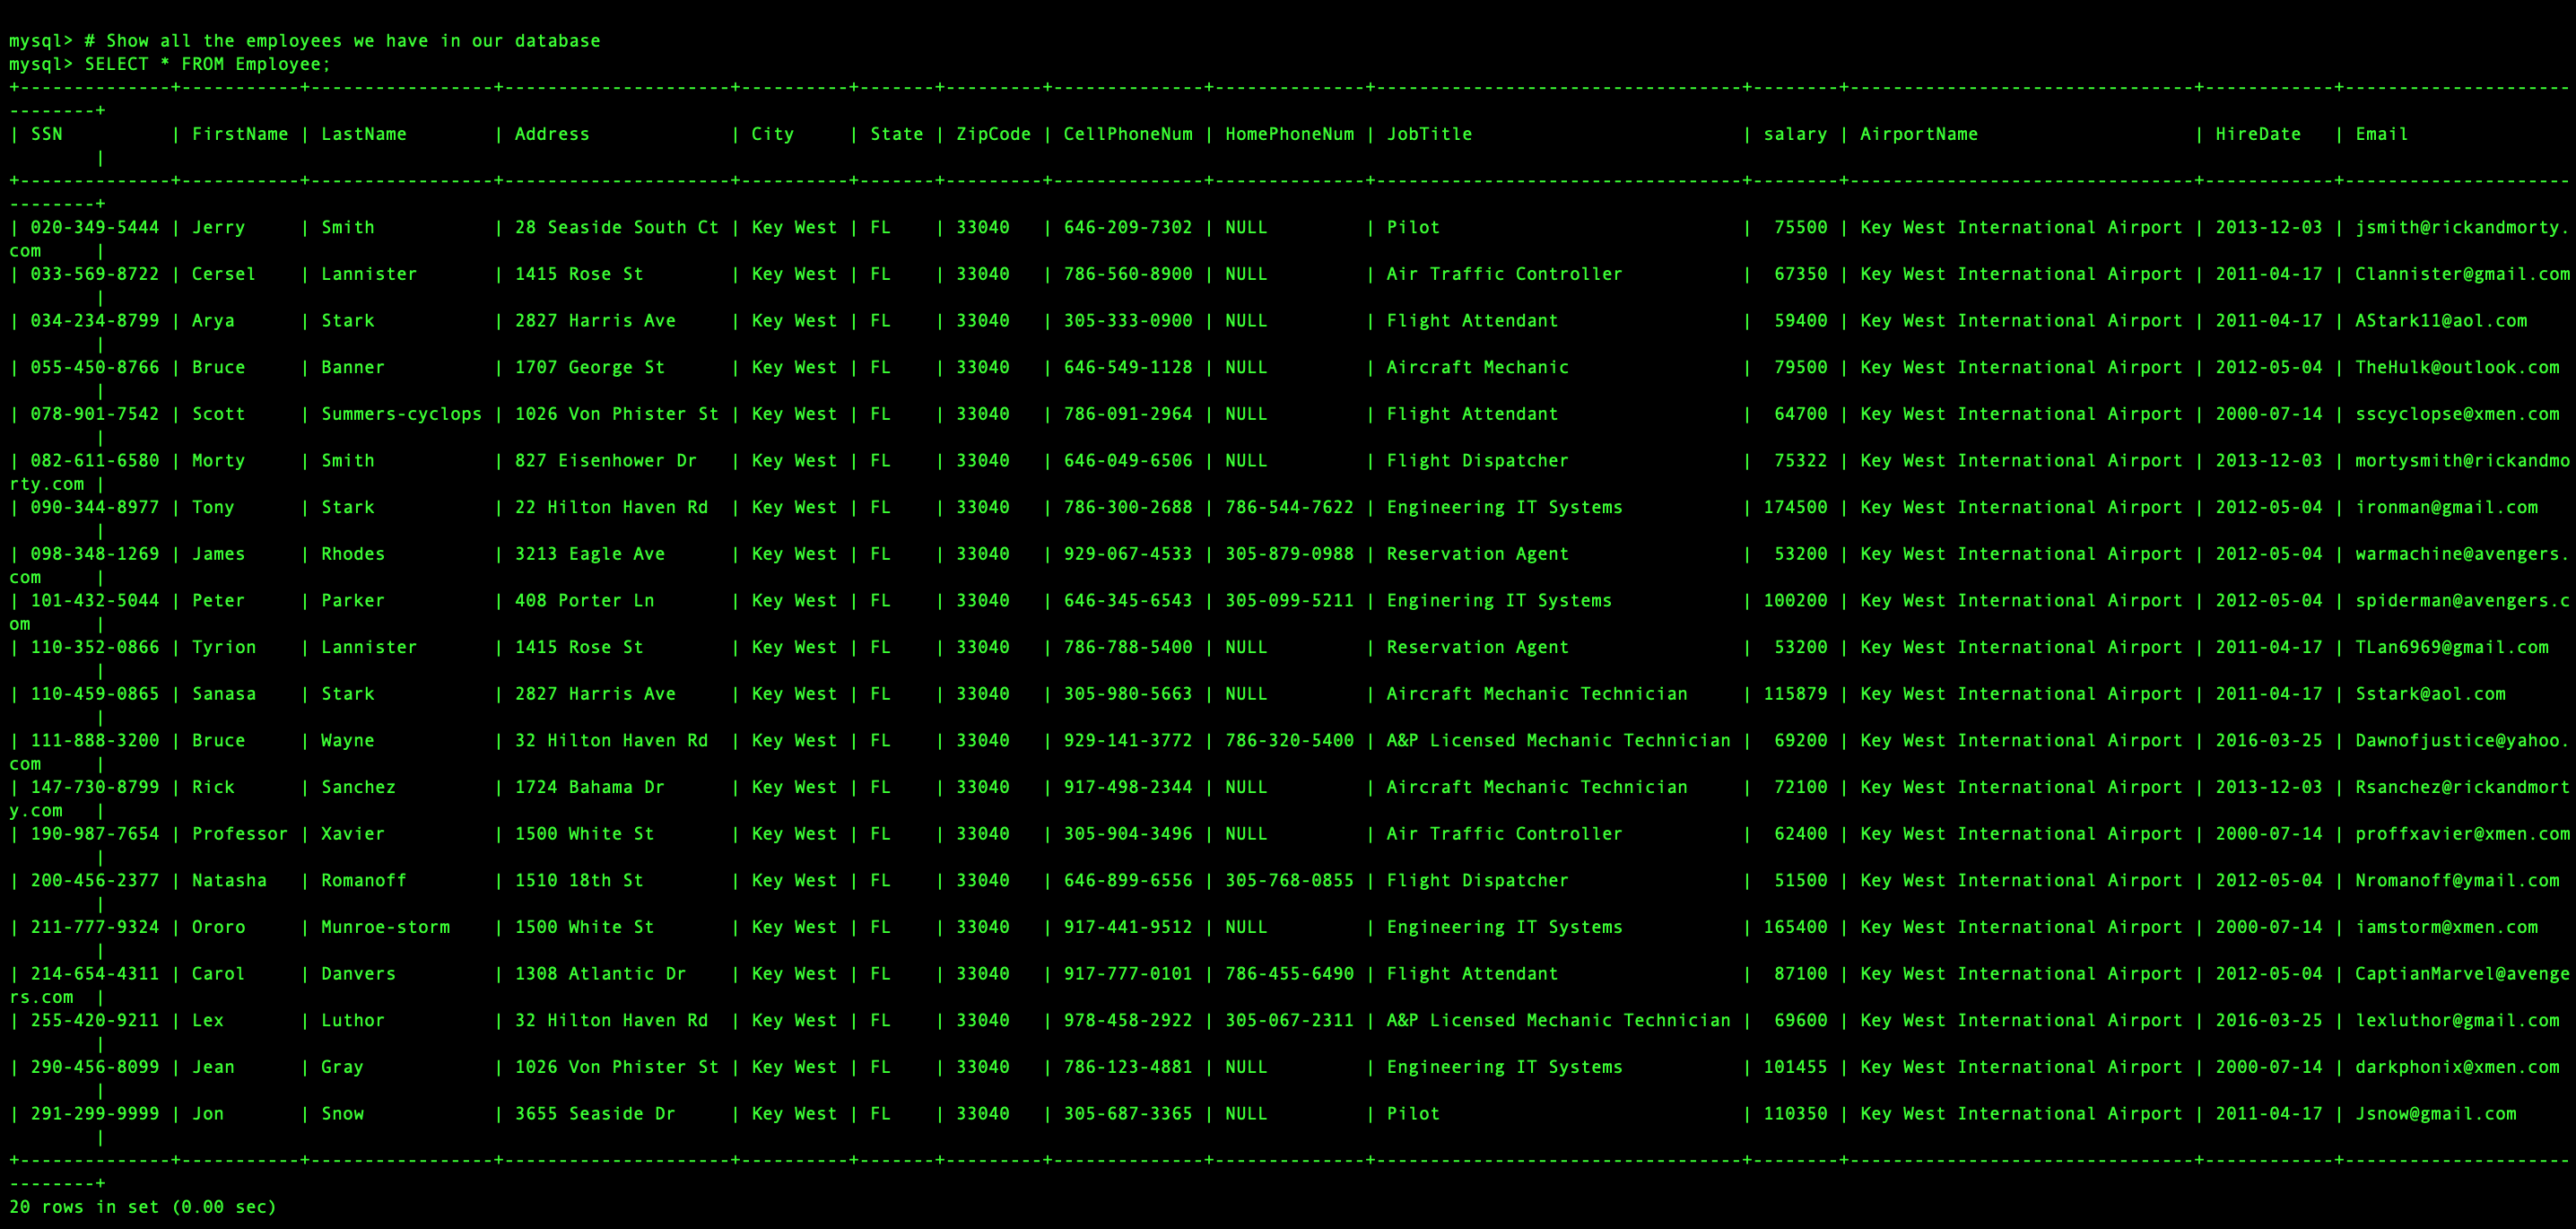 mysql> # Show all the employees we have in our database
mysql> SELECT * FROM Employee;
+--------------+-----------+-----------------+---------------------+----------+-------+---------+--------------+--------------+----------------------------------+--------+--------------------------------+------------+---------------------
--------+
| SSN          | FirstName | LastName        | Address             | City     | State | ZipCode | CellPhoneNum | HomePhoneNum | JobTitle                         | salary | AirportName                    | HireDate   | Email
        |
+--------------+-----------+-----------------+---------------------+----------+-------+---------+--------------+--------------+----------------------------------+--------+--------------------------------+------------+---------------------
--------+
| 020-349-5444 | Jerry     | Smith           | 28 Seaside South Ct | Key West | FL    | 33040   | 646-209-7302 | NULL         | Pilot                            |  75500 | Key West International Airport | 2013-12-03 | jsmith@rickandmorty.
com     |
| 033-569-8722 | Cersel    | Lannister       | 1415 Rose St        | Key West | FL    | 33040   | 786-560-8900 | NULL         | Air Traffic Controller           |  67350 | Key West International Airport | 2011-04-17 | Clannister@gmail.com
        |
| 034-234-8799 | Arya      | Stark           | 2827 Harris Ave     | Key West | FL    | 33040   | 305-333-0900 | NULL         | Flight Attendant                 |  59400 | Key West International Airport | 2011-04-17 | AStark11@aol.com
        |
| 055-450-8766 | Bruce     | Banner          | 1707 George St      | Key West | FL    | 33040   | 646-549-1128 | NULL         | Aircraft Mechanic                |  79500 | Key West International Airport | 2012-05-04 | TheHulk@outlook.com
        |
| 078-901-7542 | Scott     | Summers-cyclops | 1026 Von Phister St | Key West | FL    | 33040   | 786-091-2964 | NULL         | Flight Attendant                 |  64700 | Key West International Airport | 2000-07-14 | sscyclopse@xmen.com
        |
| 082-611-6580 | Morty     | Smith           | 827 Eisenhower Dr   | Key West | FL    | 33040   | 646-049-6506 | NULL         | Flight Dispatcher                |  75322 | Key West International Airport | 2013-12-03 | mortysmith@rickandmo
rty.com |
| 090-344-8977 | Tony      | Stark           | 22 Hilton Haven Rd  | Key West | FL    | 33040   | 786-300-2688 | 786-544-7622 | Engineering IT Systems           | 174500 | Key West International Airport | 2012-05-04 | ironman@gmail.com
        |
| 098-348-1269 | James     | Rhodes          | 3213 Eagle Ave      | Key West | FL    | 33040   | 929-067-4533 | 305-879-0988 | Reservation Agent                |  53200 | Key West International Airport | 2012-05-04 | warmachine@avengers.
com     |
| 101-432-5044 | Peter     | Parker          | 408 Porter Ln       | Key West | FL    | 33040   | 646-345-6543 | 305-099-5211 | Enginering IT Systems            | 100200 | Key West International Airport | 2012-05-04 | spiderman@avengers.c
om      |
| 110-352-0866 | Tyrion    | Lannister       | 1415 Rose St        | Key West | FL    | 33040   | 786-788-5400 | NULL         | Reservation Agent                |  53200 | Key West International Airport | 2011-04-17 | TLan6969@gmail.com
        |
| 110-459-0865 | Sanasa    | Stark           | 2827 Harris Ave     | Key West | FL    | 33040   | 305-980-5663 | NULL         | Aircraft Mechanic Technician     | 115879 | Key West International Airport | 2011-04-17 | Sstark@aol.com
        |
| 111-888-3200 | Bruce     | Wayne           | 32 Hilton Haven Rd  | Key West | FL    | 33040   | 929-141-3772 | 786-320-5400 | A&P Licensed Mechanic Technician |  69200 | Key West International Airport | 2016-03-25 | Dawnofjustice@yahoo.
com     |
| 147-730-8799 | Rick      | Sanchez         | 1724 Bahama Dr      | Key West | FL    | 33040   | 917-498-2344 | NULL         | Aircraft Mechanic Technician     |  72100 | Key West International Airport | 2013-12-03 | Rsanchez@rickandmort
y.com   |
| 190-987-7654 | Professor | Xavier          | 1500 White St       | Key West | FL    | 33040   | 305-904-3496 | NULL         | Air Traffic Controller           |  62400 | Key West International Airport | 2000-07-14 | proffxavier@xmen.com
        |
| 200-456-2377 | Natasha   | Romanoff        | 1510 18th St        | Key West | FL    | 33040   | 646-899-6556 | 305-768-0855 | Flight Dispatcher                |  51500 | Key West International Airport | 2012-05-04 | Nromanoff@ymail.com
        |
| 211-777-9324 | Ororo     | Munroe-storm    | 1500 White St       | Key West | FL    | 33040   | 917-441-9512 | NULL         | Engineering IT Systems           | 165400 | Key West International Airport | 2000-07-14 | iamstorm@xmen.com
        |
| 214-654-4311 | Carol     | Danvers         | 1308 Atlantic Dr    | Key West | FL    | 33040   | 917-777-0101 | 786-455-6490 | Flight Attendant                 |  87100 | Key West International Airport | 2012-05-04 | CaptianMarvel@avenge
rs.com  |
| 255-420-9211 | Lex       | Luthor          | 32 Hilton Haven Rd  | Key West | FL    | 33040   | 978-458-2922 | 305-067-2311 | A&P Licensed Mechanic Technician |  69600 | Key West International Airport | 2016-03-25 | lexluthor@gmail.com
        |
| 290-456-8099 | Jean      | Gray            | 1026 Von Phister St | Key West | FL    | 33040   | 786-123-4881 | NULL         | Engineering IT Systems           | 101455 | Key West International Airport | 2000-07-14 | darkphonix@xmen.com
        |
| 291-299-9999 | Jon       | Snow            | 3655 Seaside Dr     | Key West | FL    | 33040   | 305-687-3365 | NULL         | Pilot                            | 110350 | Key West International Airport | 2011-04-17 | Jsnow@gmail.com
        |
+--------------+-----------+-----------------+---------------------+----------+-------+---------+--------------+--------------+----------------------------------+--------+--------------------------------+------------+---------------------
--------+
20 rows in set (0.00 sec)